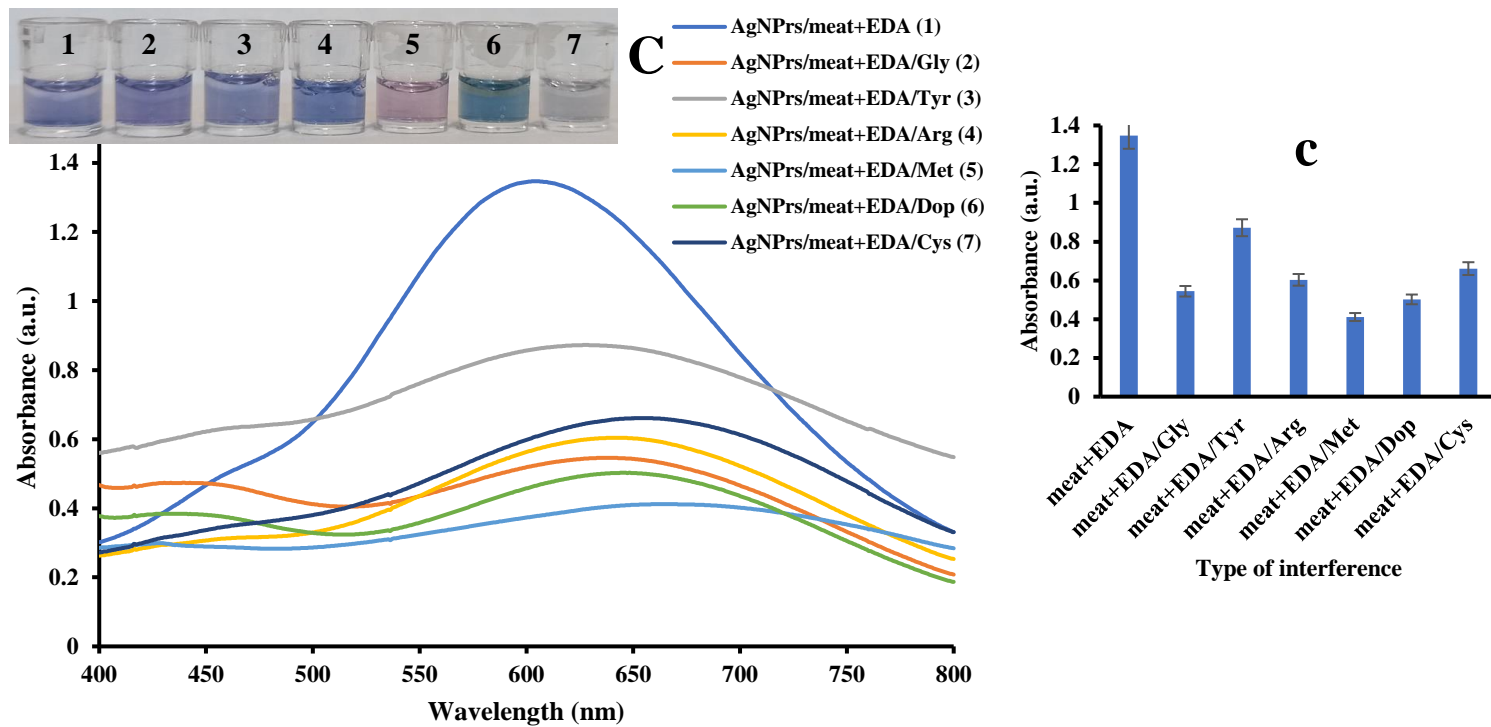 1 2 3 4 5 6 7
C
AgNPrs/meat+EDA (1)
AgNPrs/meat+EDA/Gly (2)
AgNPrs/meat+EDA/Tyr (3)
AgNPrs/meat+EDA/Arg (4)
AgNPrs/meat+EDA/Met (5)
AgNPrs/meat+EDA/Dop (6)
AgNPrs/meat+EDA/Cys (7)
Absorbance (a.u.)
1.4
1.2
1
0.8
0.6
0.4
0.2
0
400 450 500 550 600 650 700 750 800
Wavelength (nm)
c
Absorbance (a.u.)
1.4
1.2
1
0.8
0.6
0.4
0.2
0
meat+EDA
meat+EDA/Gly
meat+EDA/Tyr
meat+EDA/Arg
meat+EDA/Met
meat+EDA/Dop
meat+EDA/Cys
Type of interference